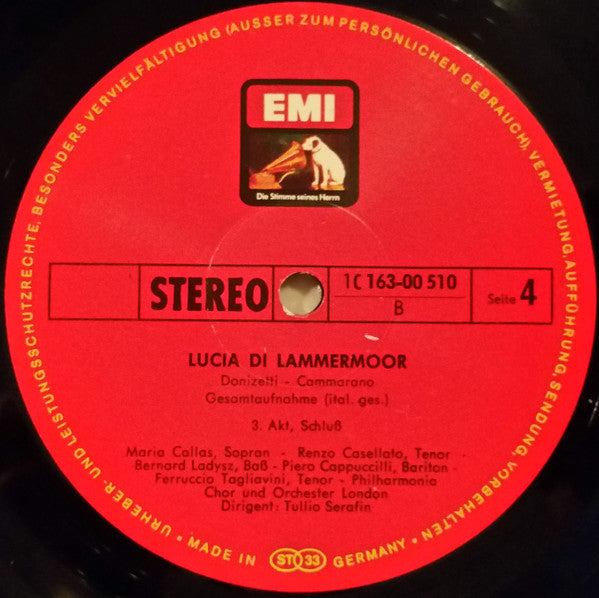 URHEBER- UND LEISTUNGSSCHUTZRECHTE, BESONDERS VERVIELFÄLTIGUNG (AUSSER ZUM PERSÖNLICHEN GEBRAUCH), VERMIETUNG, AUFFÜHRUNG, SENDUNG, VORBEHALTEN
EMI
Die Stimme seines Herrn
STEREO
1C 163-00 510
B
Seite 4
LUCIA DI LAMMERMOOR
Donizetti - Cammarano
Gesamtaufnahme (ital. ges.)
3. Akt, Schluß
Maria Callas, Sopran - Renzo Casellato, Tenor -
Bernard Ladysz, Baß - Piero Cappuccilli, Bariton -
Ferruccio Tagliavini, Tenor - Philharmonia
Chor und Orchester London
Dirigent: Tullio Serafin
• MADE IN ST 33 GERMANY •